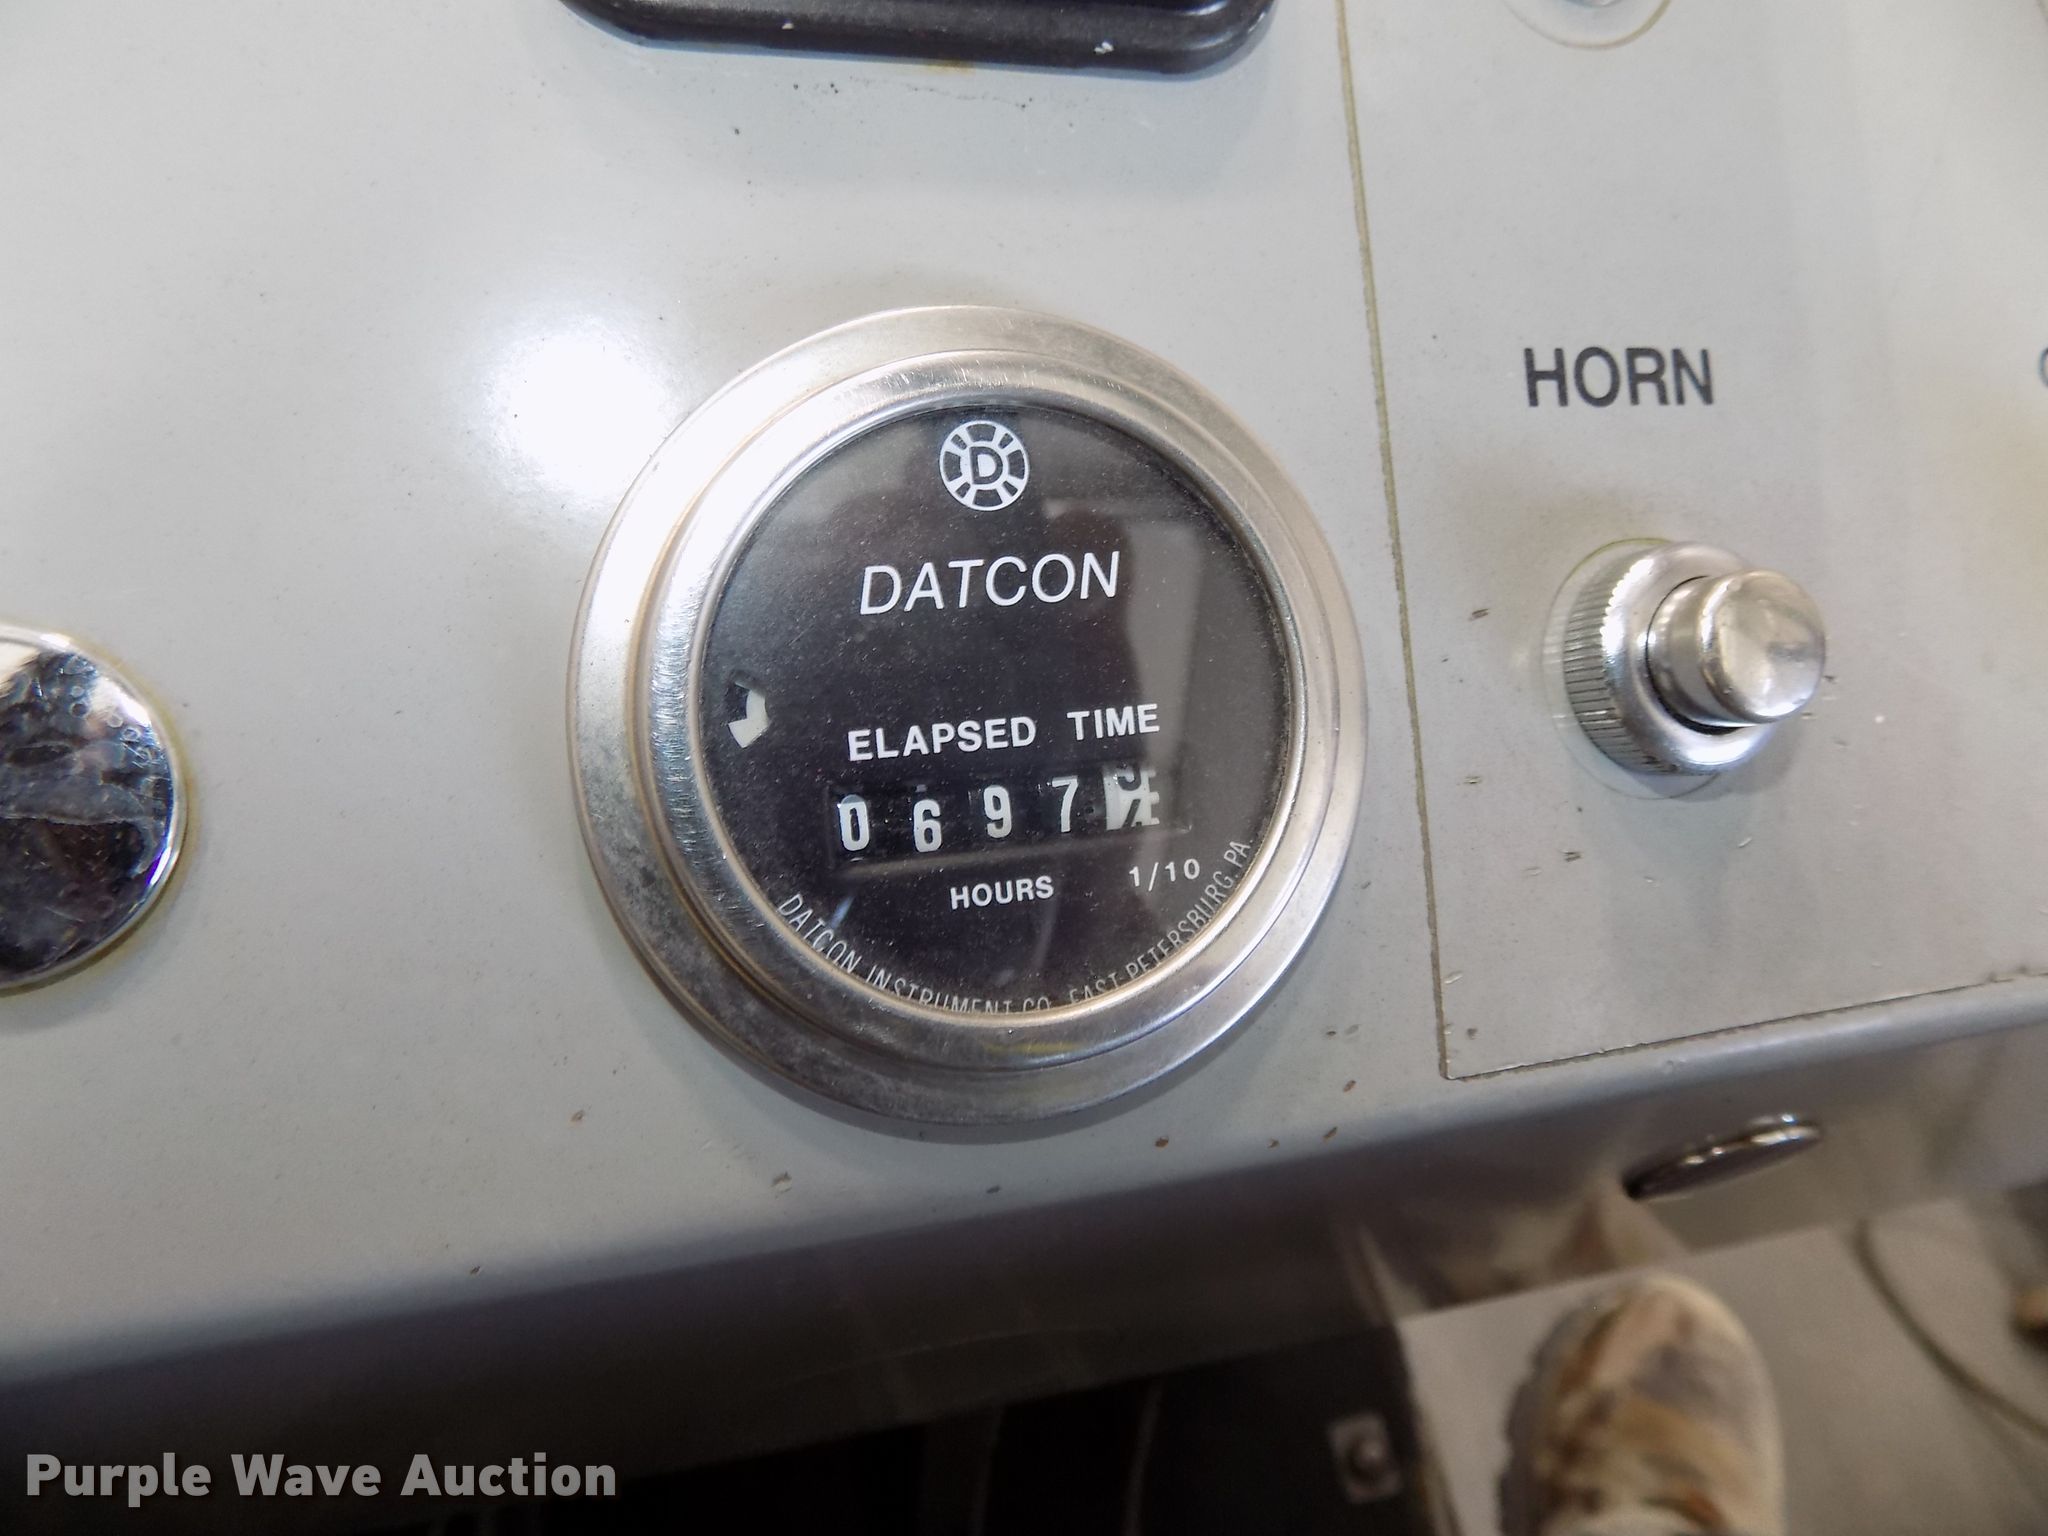 D
DATCON
HORN
ELAPSED TIME
0 6 9 7
HOURS 1/10
DATCON INSTRUMENT CO. EAST PETERSBURG, PA.
Purple Wave Auction